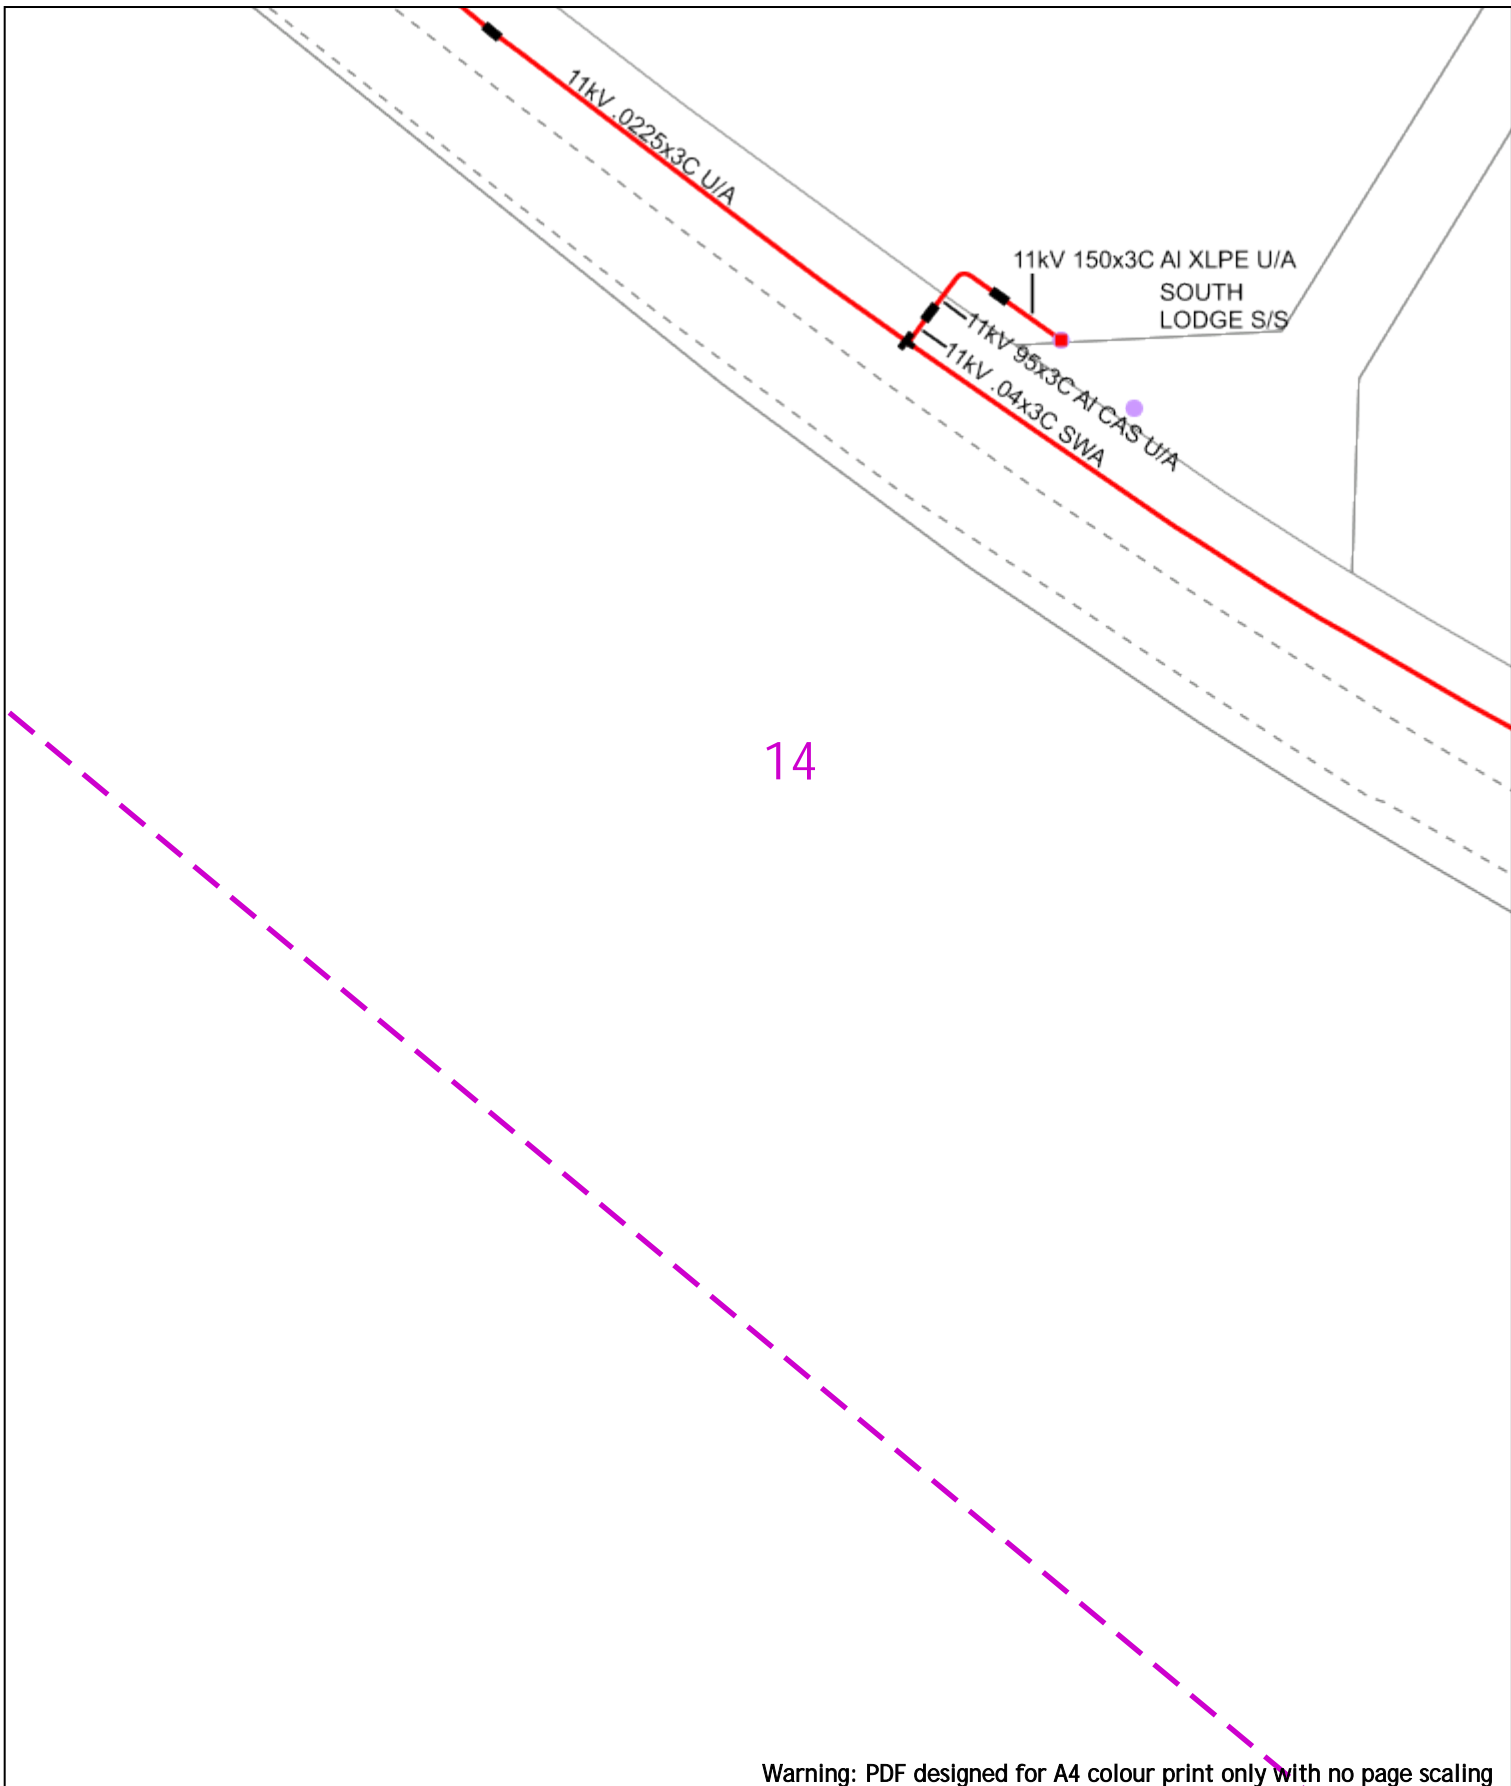 11kV .0225x3C U/A
11kV 150x3C Al XLPE U/A
SOUTH
LODGE S/S
11kV 95x3C Al CAS U/A
11kV .04x3C SWA
14
Warning: PDF designed for A4 colour print only with no page scaling